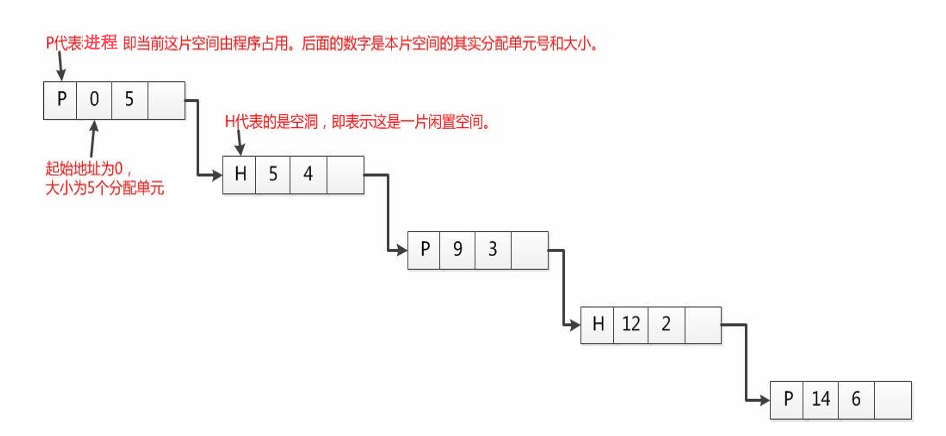 P代表进程 即当前这片空间由程序占用。后面的数字是本片空间的其实分配单元号和大小。
P 0 5
H代表的是空洞，即表示这是一片闲置空间。
起始地址为0，
大小为5个分配单元
H 5 4
P 9 3
H 12 2
P 14 6